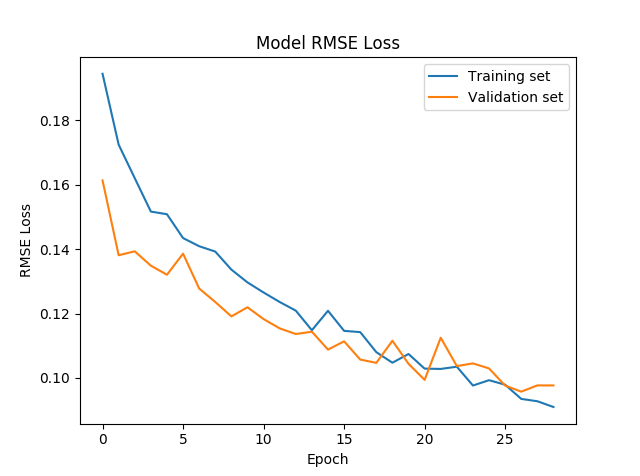 Model RMSE Loss
Training set
Validation set
RMSE Loss
0.18
0.16
0.14
0.12
0.10
0 5 10 15 20 25
Epoch